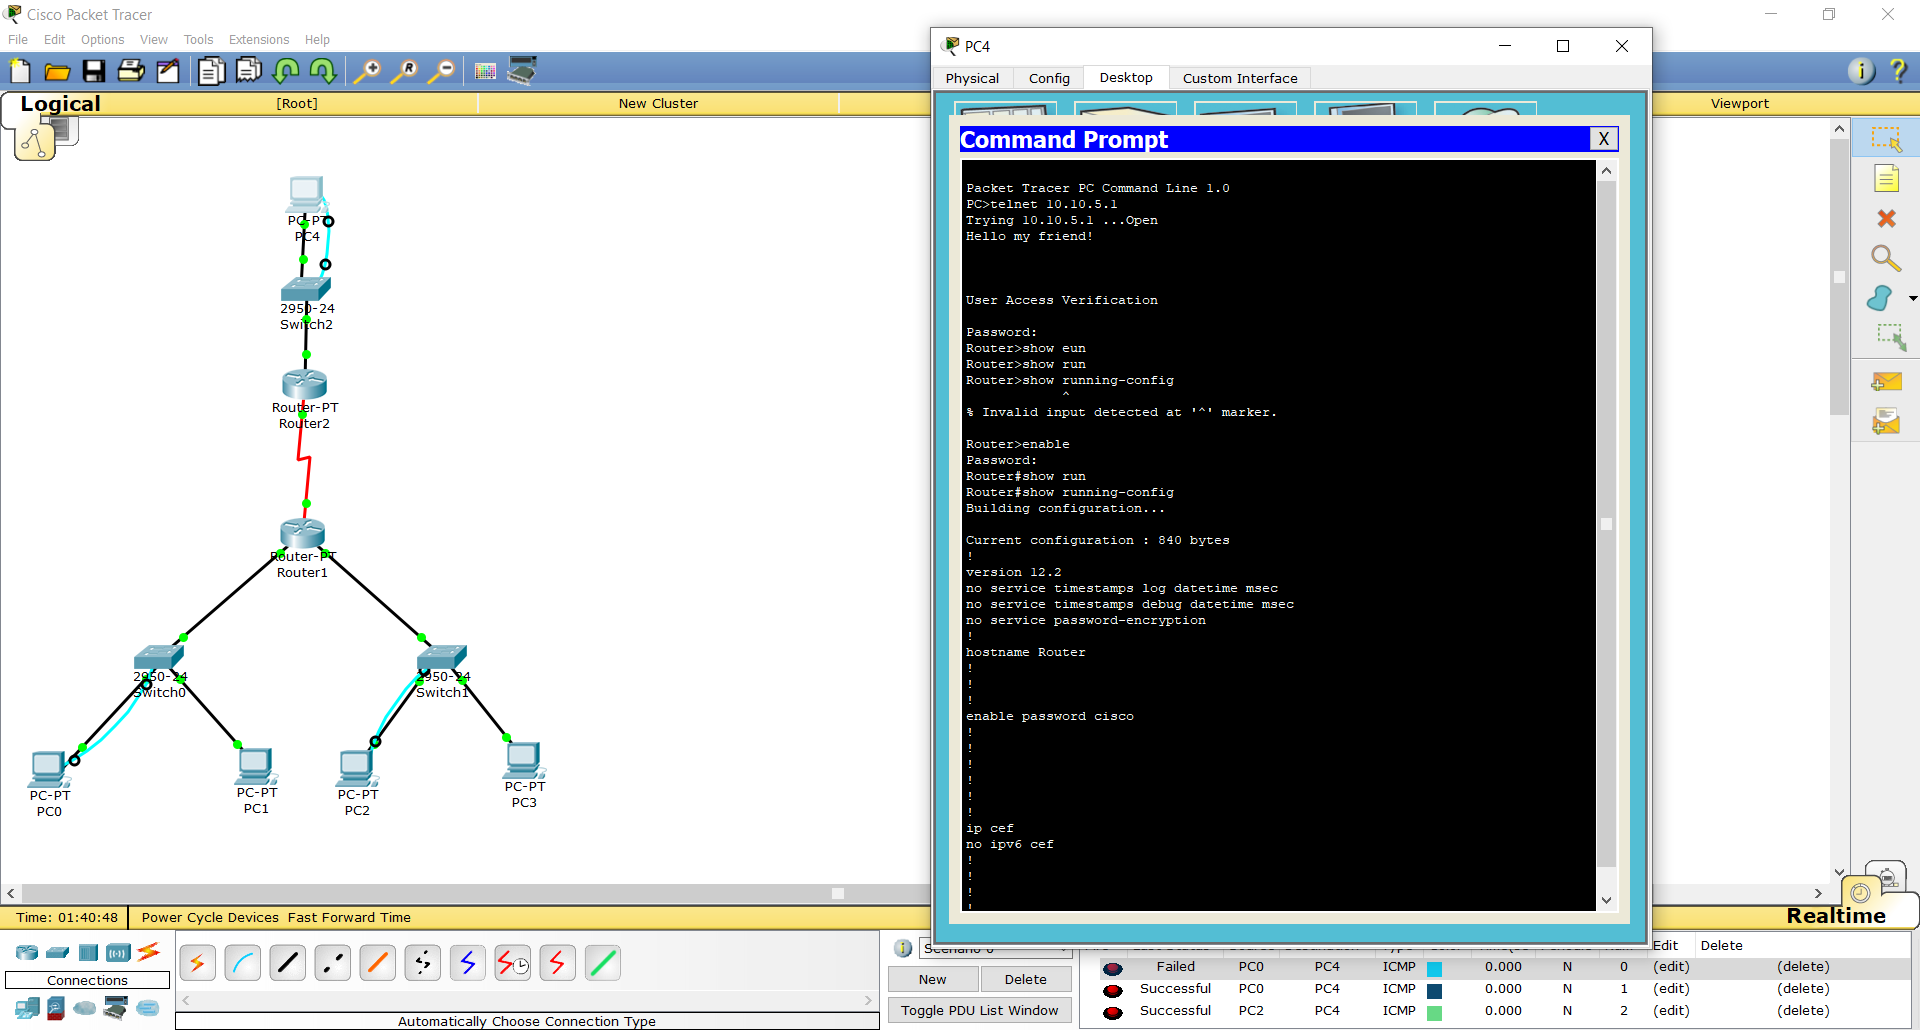 Cisco Packet Tracer
File Edit Options View Tools Extensions Help
Logical
[Root]
New Cluster
Viewport
PC-PT
PC4
2950-24
Switch2
Router-PT
Router2
Router-PT
Router1
2950-24
Switch0
2950-24
Switch1
PC-PT
PC0
PC-PT
PC1
PC-PT
PC2
PC-PT
PC3
PC4
Physical Config Desktop Custom Interface
Command Prompt
X
Packet Tracer PC Command Line 1.0
PC>telnet 10.10.5.1
Trying 10.10.5.1 ...Open
Hello my friend!
User Access Verification
Password:
Router>show eun
Router>show run
Router>show running-config
^
% Invalid input detected at '^' marker.
Router>enable
Password:
Router#show run
Router#show running-config
Building configuration...
Current configuration : 840 bytes
!
version 12.2
no service timestamps log datetime msec
no service timestamps debug datetime msec
no service password-encryption
!
hostname Router
!
!
!
enable password cisco
!
!
!
!
!
!
ip cef
no ipv6 cef
!
!
!
!
Time: 01:40:48 Power Cycle Devices Fast Forward Time
Realtime
Connections
Automatically Choose Connection Type
New Delete
Toggle PDU List Window
Edit Delete
Failed PC0 PC4 ICMP 0.000 N 0 (edit) (delete)
Successful PC0 PC4 ICMP 0.000 N 1 (edit) (delete)
Successful PC2 PC4 ICMP 0.000 N 2 (edit) (delete)